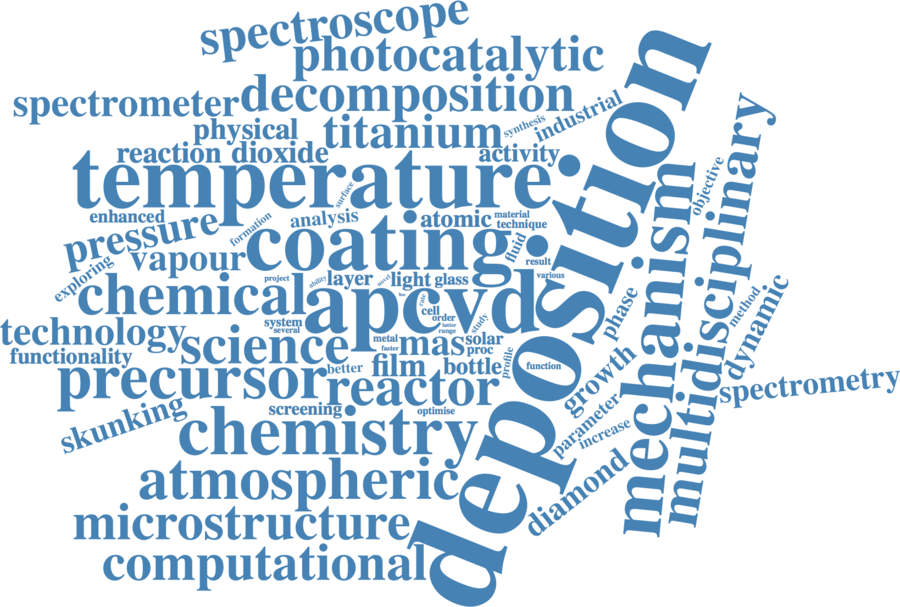 spectroscope
photocatalytic
spectrometer
decomposition
physical
titanium
synthesis
industrial
reaction
dioxide
activity
temperature
surface
deposition
multidisciplinary
mechanism
objective
enhanced
pressure
formation
analysis
atomic
material
technique
exploring
vapour
coating
fluid
result
various
chemical
project
ability
layer
novel
light
glass
apcvd
rate
cell
order
latter
range
study
phase
method
dynamic
technology
system
several
functionality
science
metal
faster
mas
solar
proc
profile
precursor
better
film
bottle
function
reactor
growth
spectrometry
skunking
screening
optimise
parameter
increase
chemistry
atmospheric
diamond
microstructure
computational